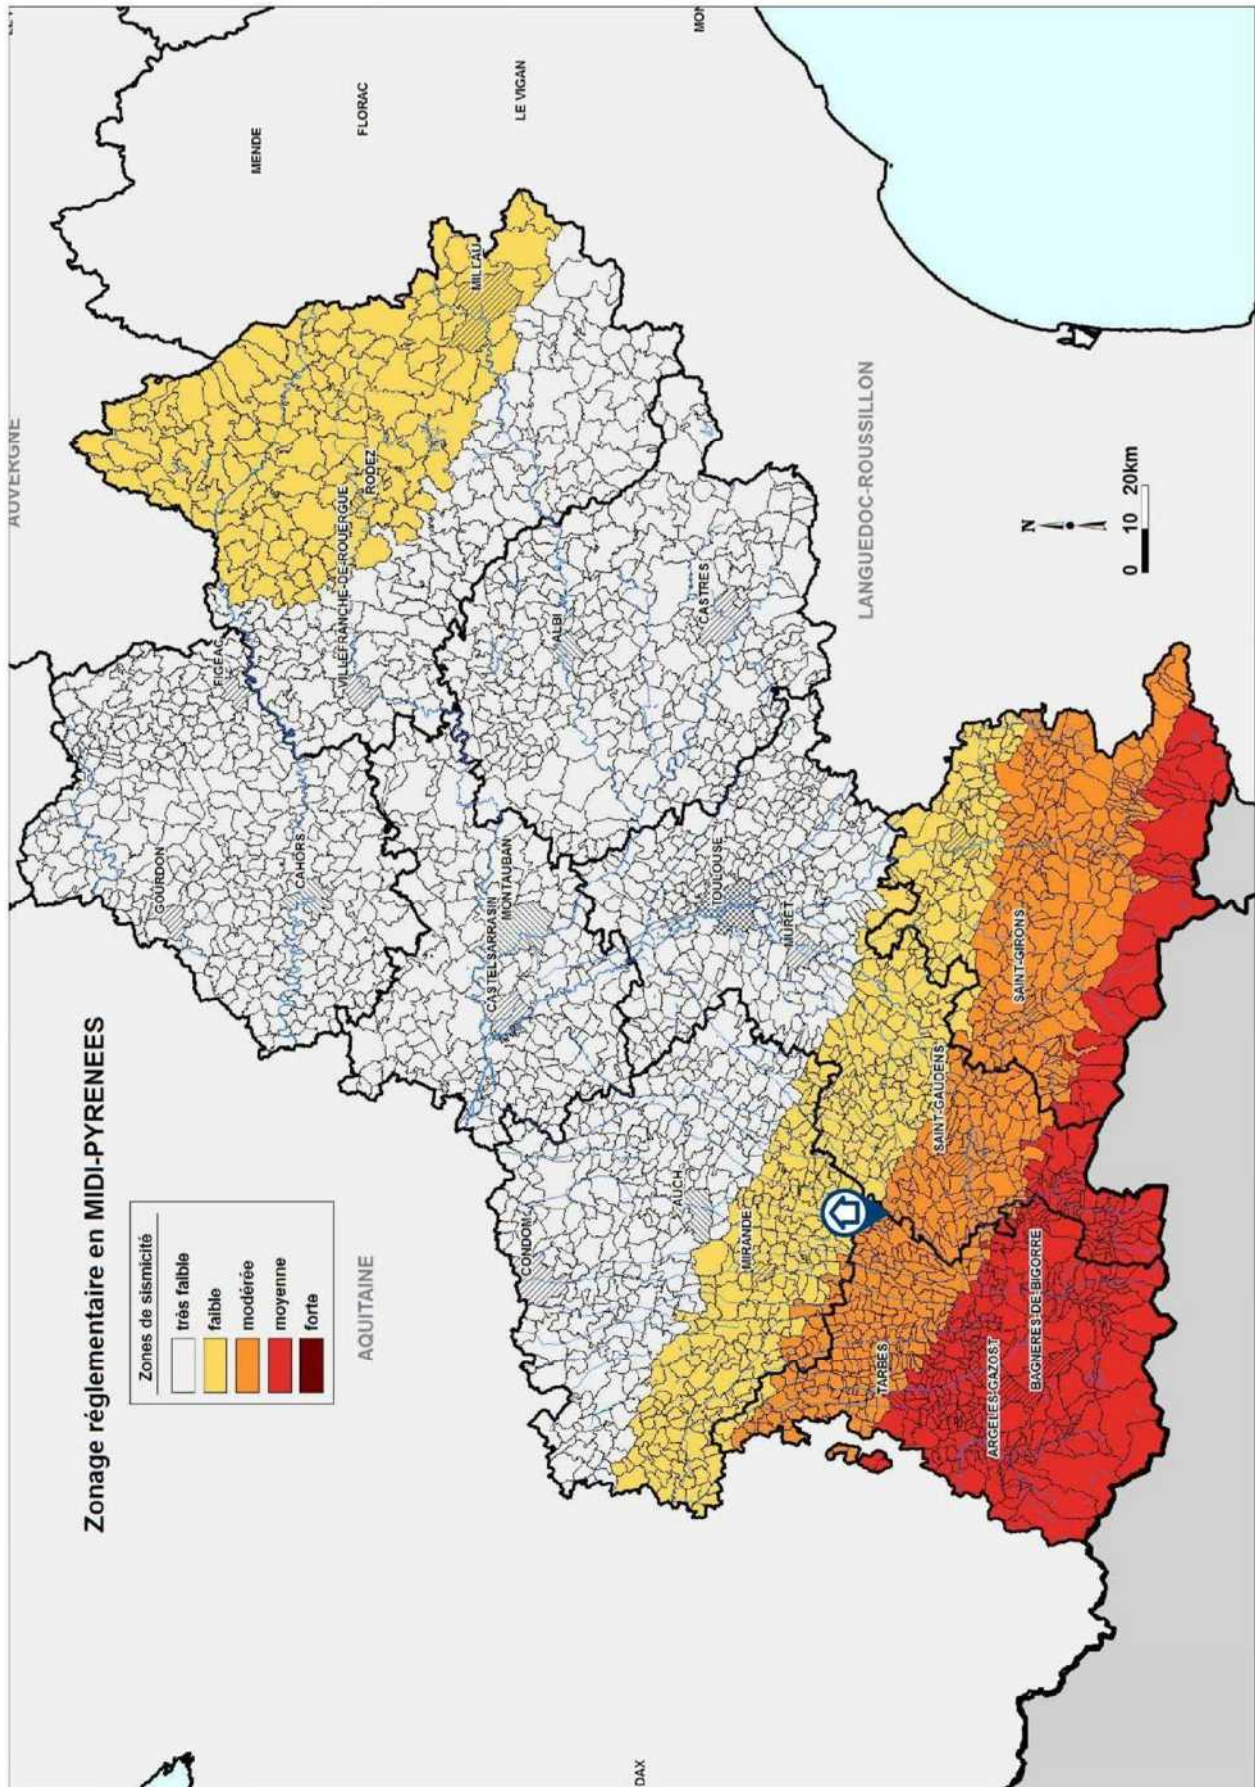 Zonage réglementaire en MIDI-PYRENEES
Zones de sismicité
très faible
faible
modérée
moyenne
forte
AUVERGNE
AQUITAINE
LANGUEDOC-ROUSSILLON
MENDE
FLORAC
LE VIGAN
MILLAU
RODEZ
VILLEFRANCHE-DE-ROUERGUE
FIGEAC
GOURDON
CAHORS
CASTELSARRASIN
MONTAUBAN
ALBI
CASTRES
TOULOUSE
MURET
CONDOM
AUCH
MIRANDE
SAINT-GAUDENS
SAINT-GIRONS
TARBES
ARGELES-GAZOST
BAGNERES-DE-BIGORRE
DAX
N
0 10 20km